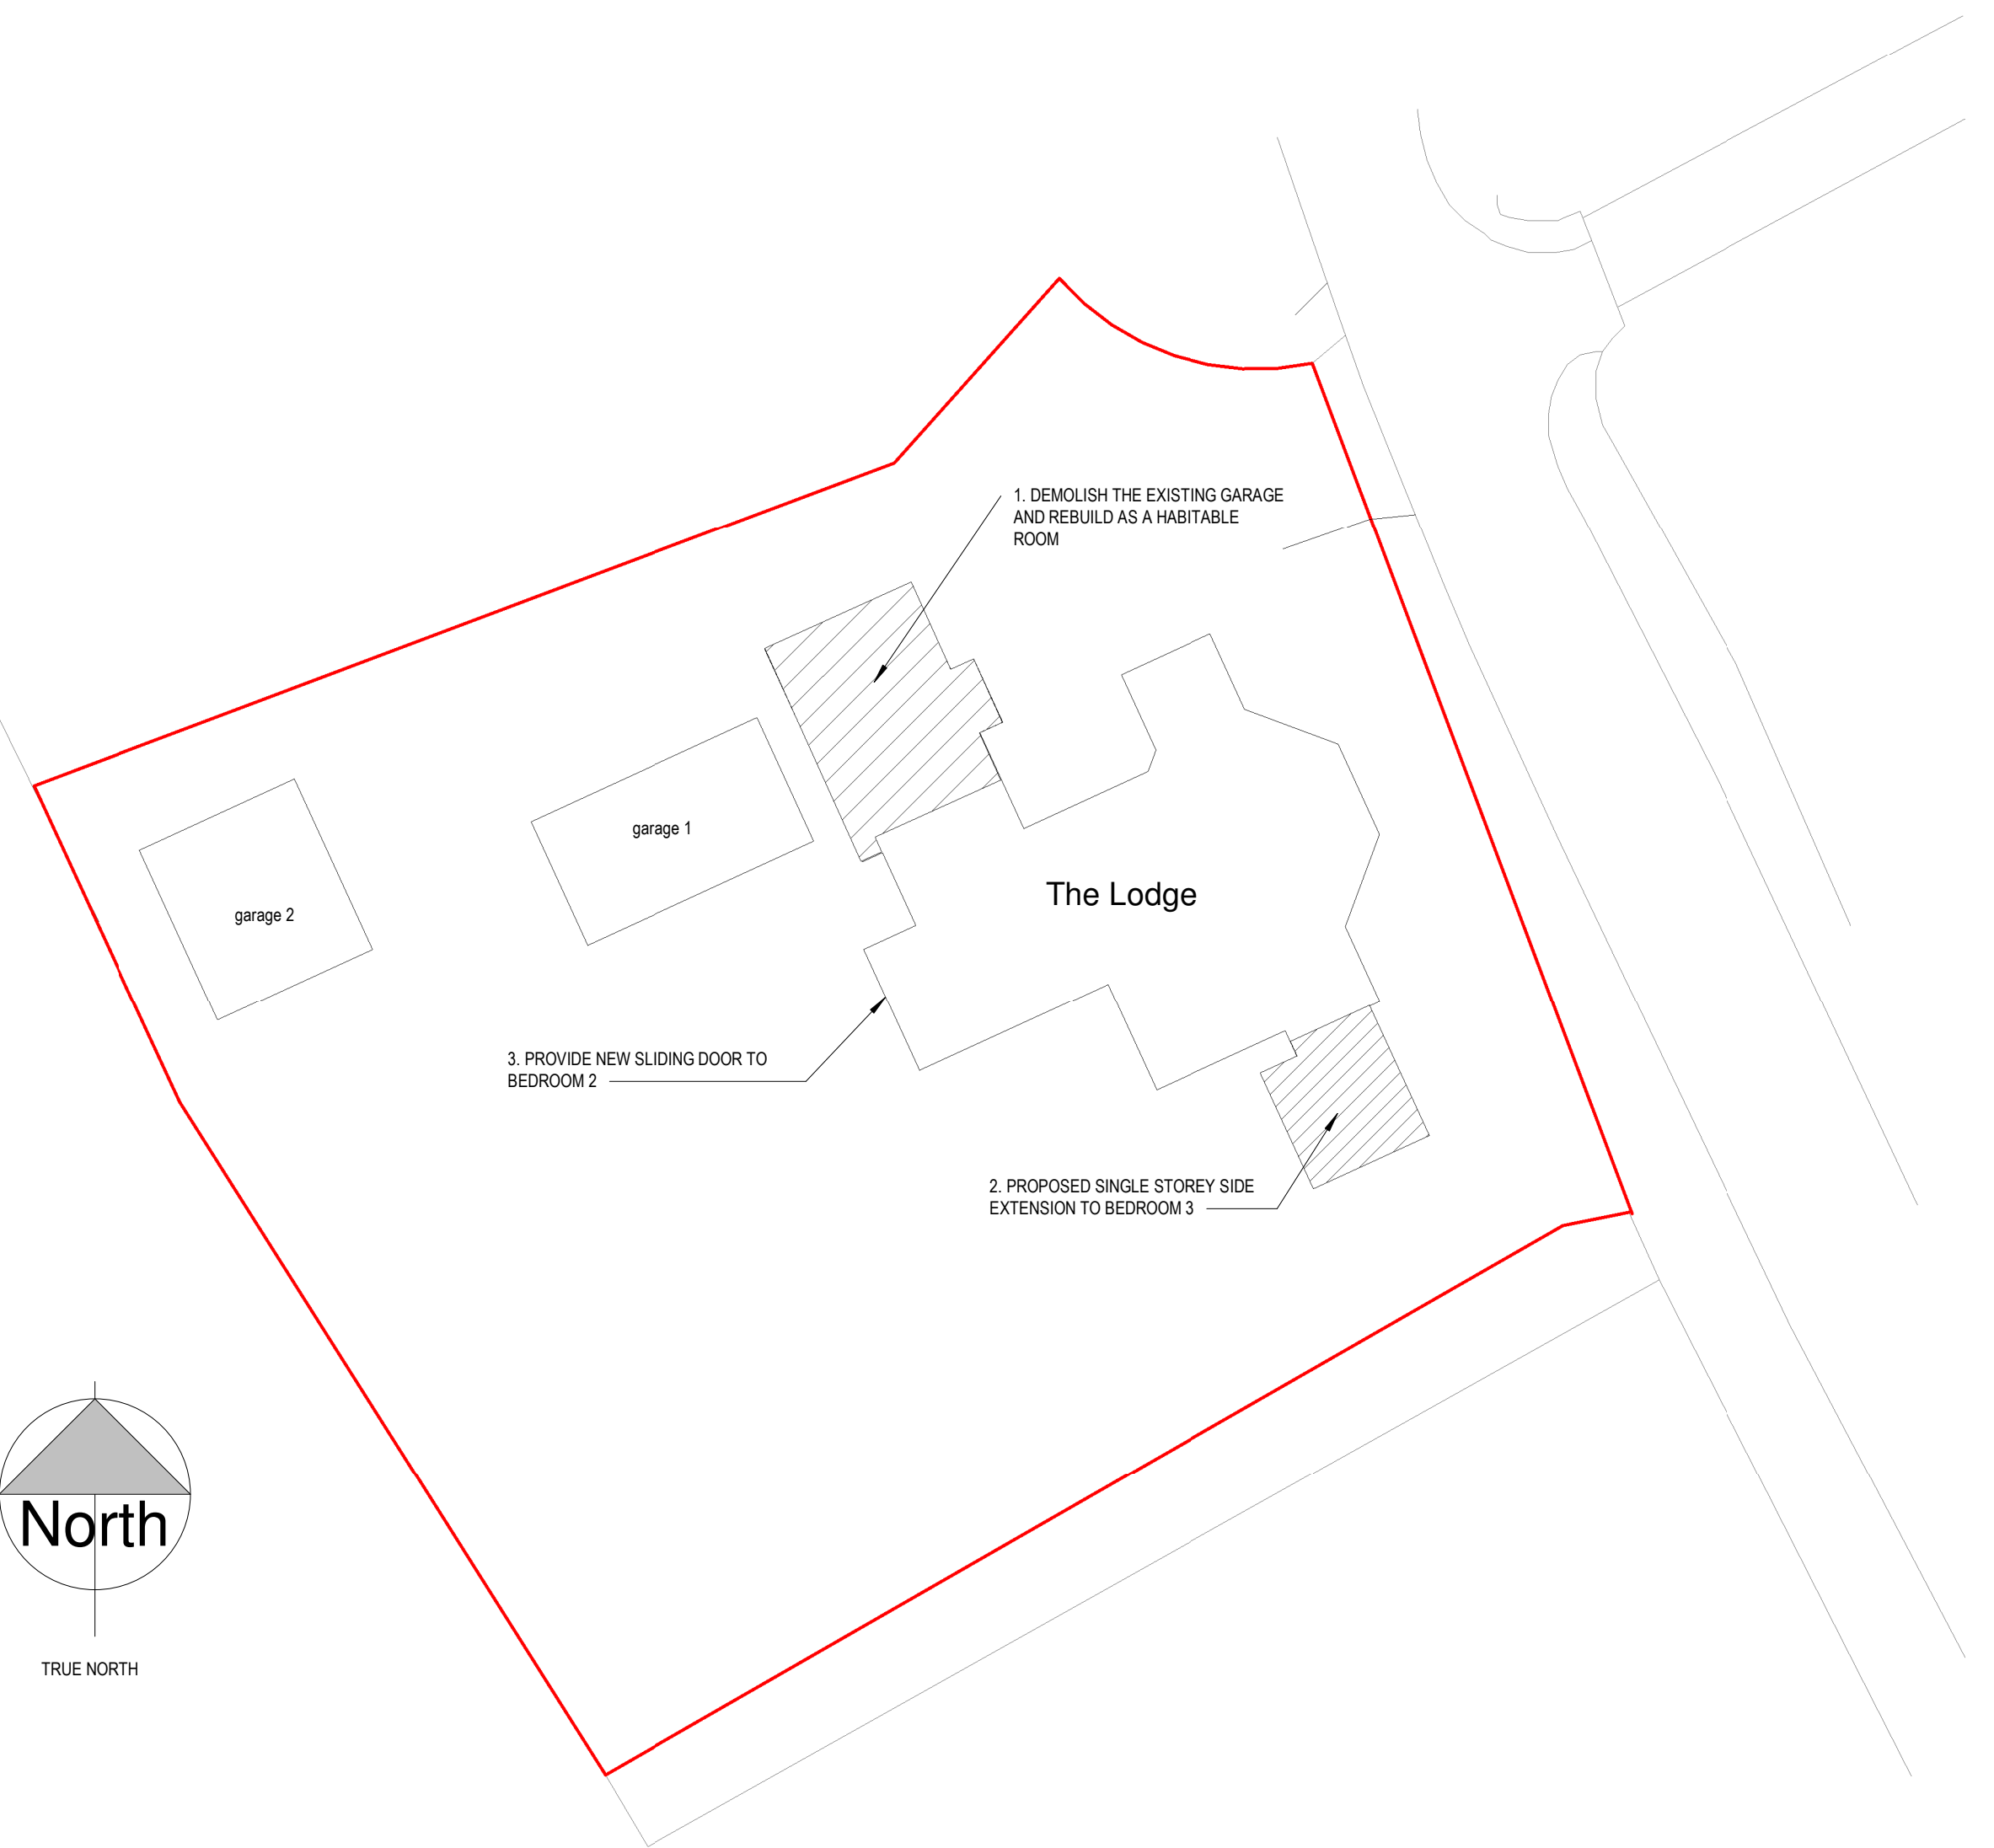 1. DEMOLISH THE EXISTING GARAGE
AND REBUILD AS A HABITABLE
ROOM
garage 1
The Lodge
garage 2
3. PROVIDE NEW SLIDING DOOR TO
BEDROOM 2
2. PROPOSED SINGLE STOREY SIDE
EXTENSION TO BEDROOM 3
North
TRUE NORTH